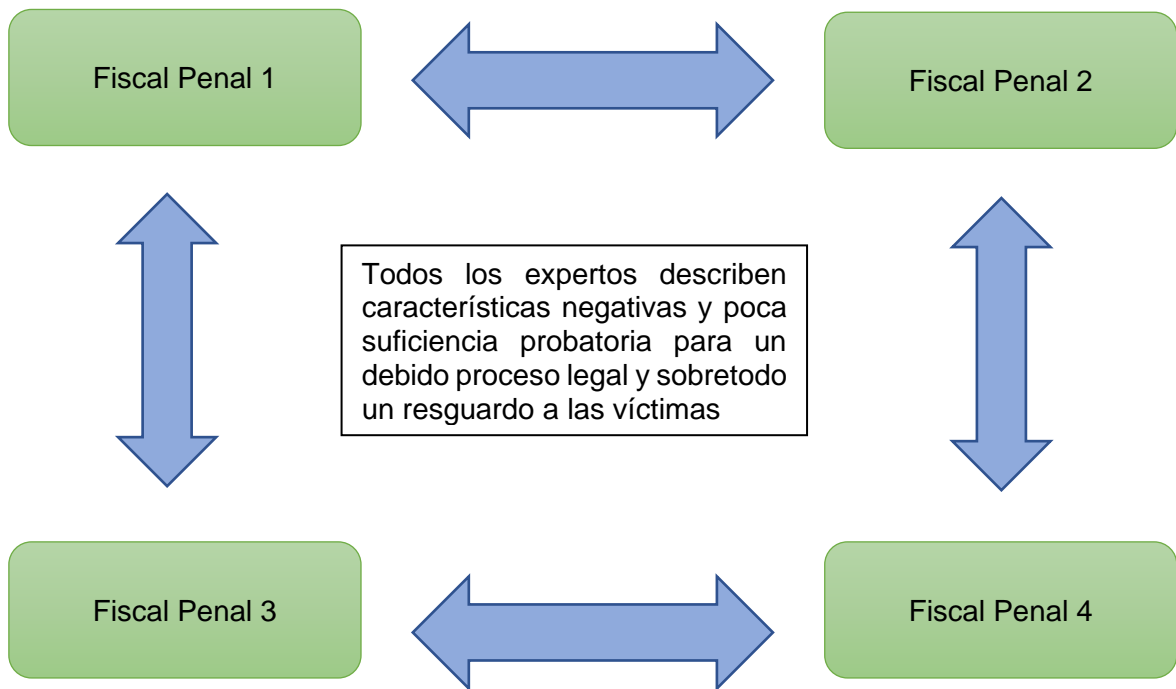 Fiscal Penal 1
Fiscal Penal 2
Todos los expertos describen
características negativas y poca
suficiencia probatoria para un
debido proceso legal y sobretodo
un resguardo a las víctimas
Fiscal Penal 3
Fiscal Penal 4